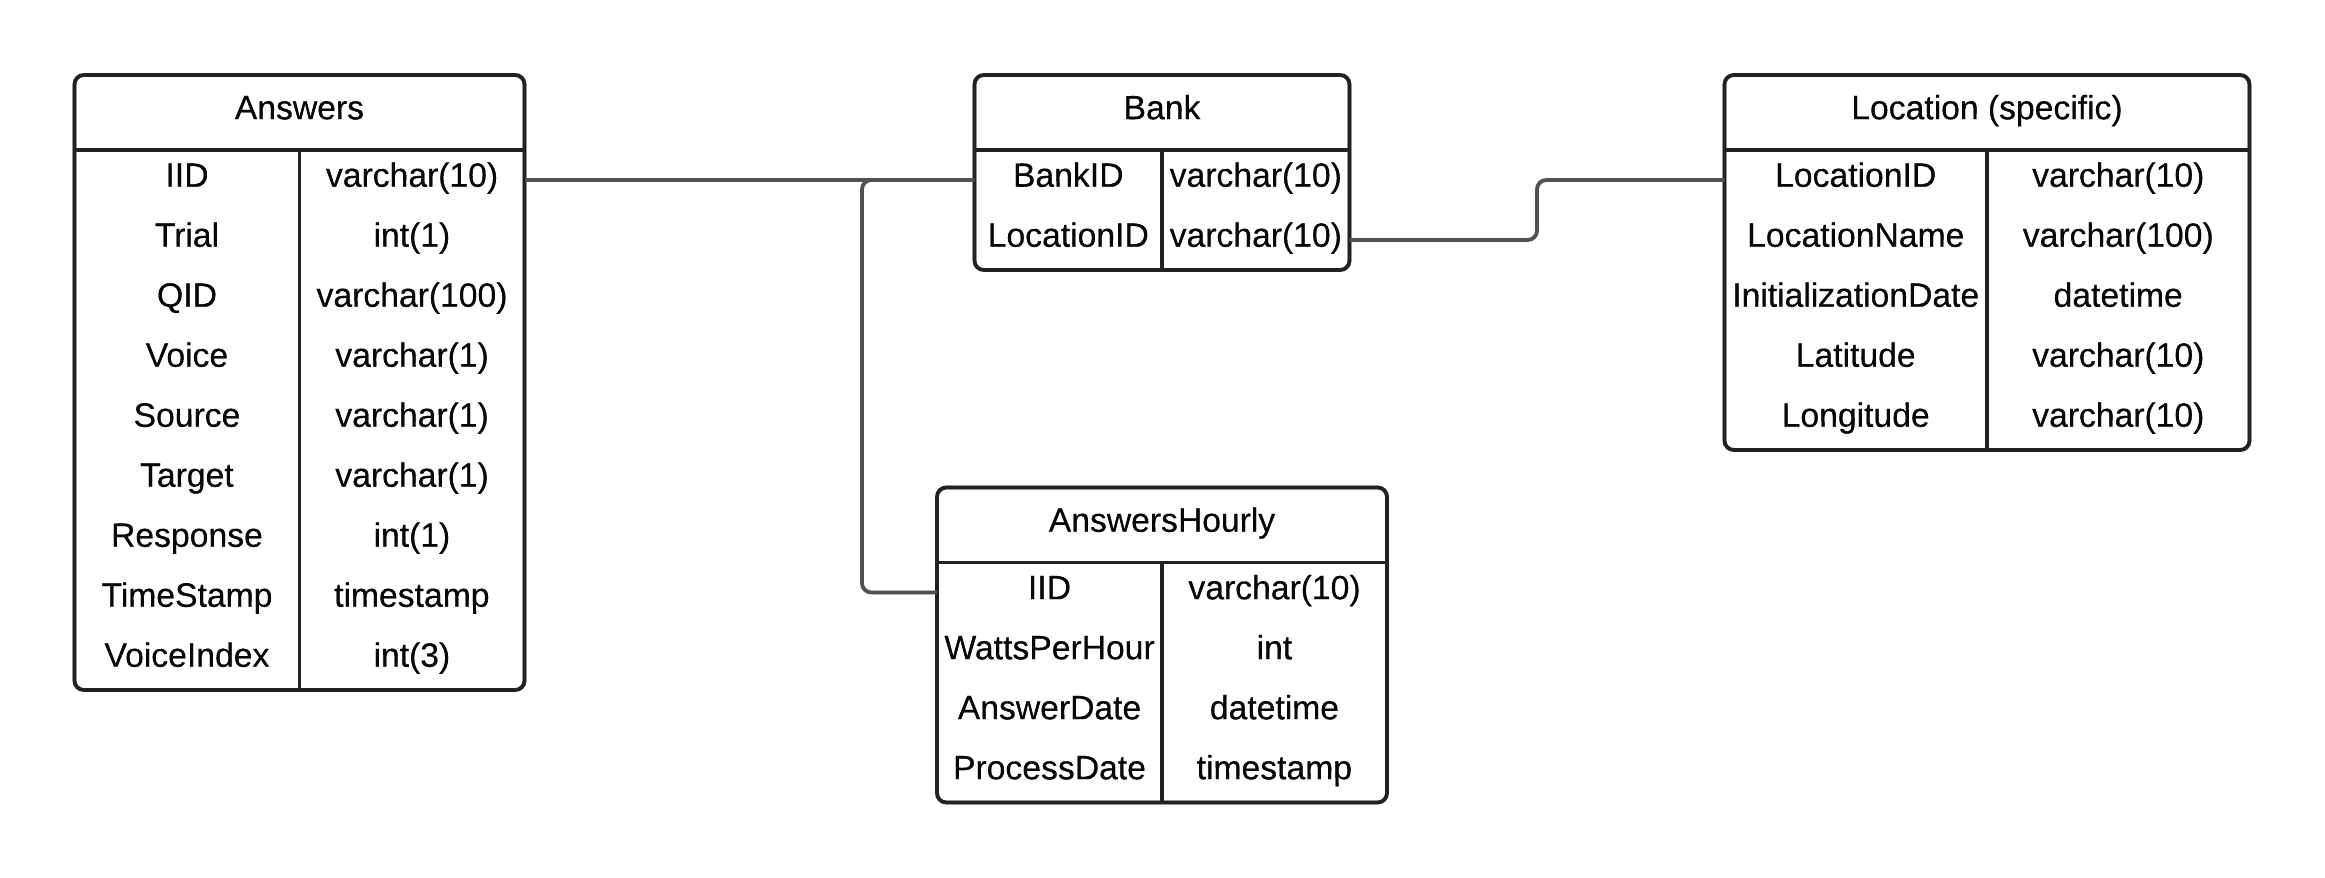 Answers
IID varchar(10)
Trial int(1)
QID varchar(100)
Voice varchar(1)
Source varchar(1)
Target varchar(1)
Response int(1)
TimeStamp timestamp
VoiceIndex int(3)
Bank
BankID varchar(10)
LocationID varchar(10)
Location (specific)
LocationID varchar(10)
LocationName varchar(100)
InitializationDate datetime
Latitude varchar(10)
Longitude varchar(10)
AnswersHourly
IID varchar(10)
WattsPerHour int
AnswerDate datetime
ProcessDate timestamp